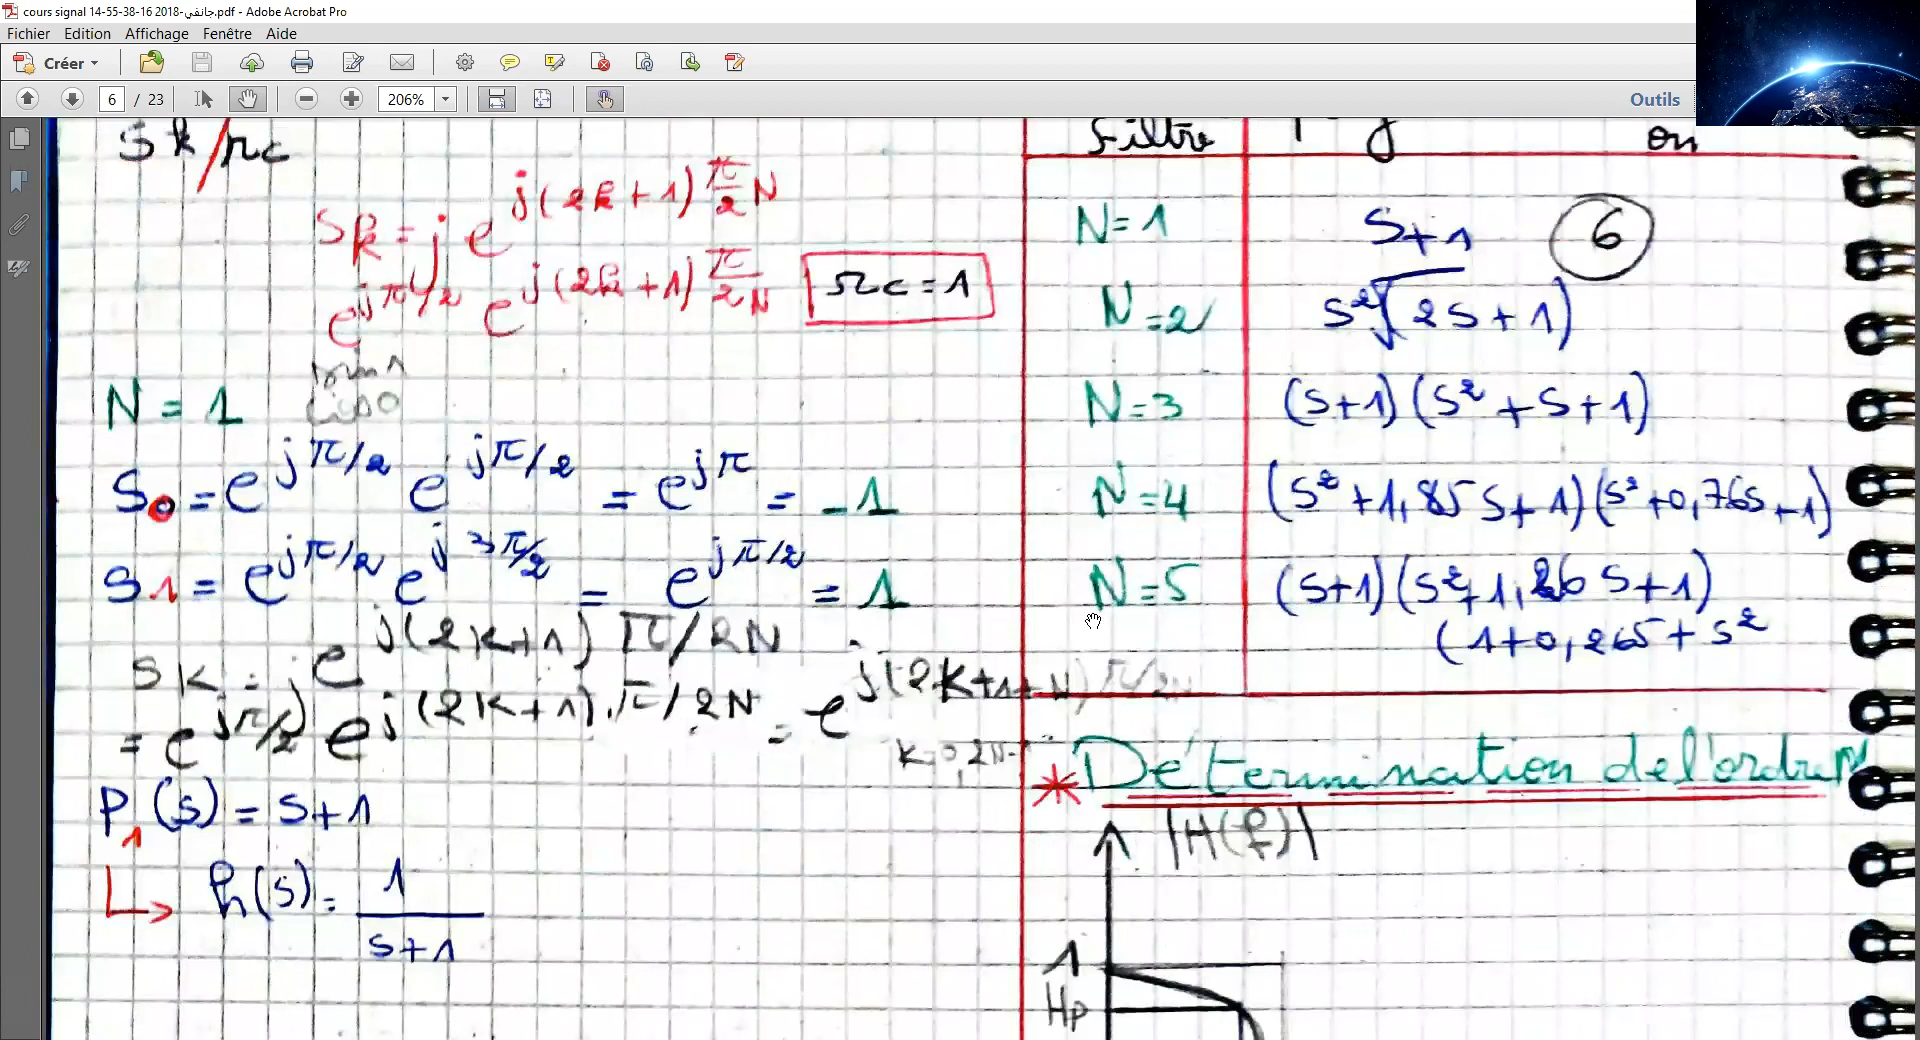 cours signal 14-55-38-16 2018-جانفي.pdf - Adobe Acrobat Pro
Fichier Edition Affichage Fenêtre Aide
Créer
6 / 23 206% Outils
Sk/Ωc
Sk = j e^{j(2k+1) π/2 N}
e^{jπ/2} e^{j(2k+1) π/2 N} Ωc = 1
N = 1
S0 = e^{jπ/2} e^{jπ/2} = e^{jπ} = -1
S1 = e^{jπ/2} e^{j3π/2} = e^{jπ/2} = 1
SK = j e^{j(2K+1) π/2N}
= e^{jπ/2} e^{j(2K+1).π/2N} = e^{j(2K+1+N) π/2N}
P1(s) = s+1
h(s) = 1
s+1
Filtre on
N=1 S+1 6
N=2 S² √(2S+1)
N=3 (S+1)(S²+S+1)
N=4 (S²+1,85S+1)(S²+0,76S+1)
N=5 (S+1)(S²+1,26S+1)
(1+0,26S+S²
* Détermination de l'ordre N
|H(f)|
1
Hp